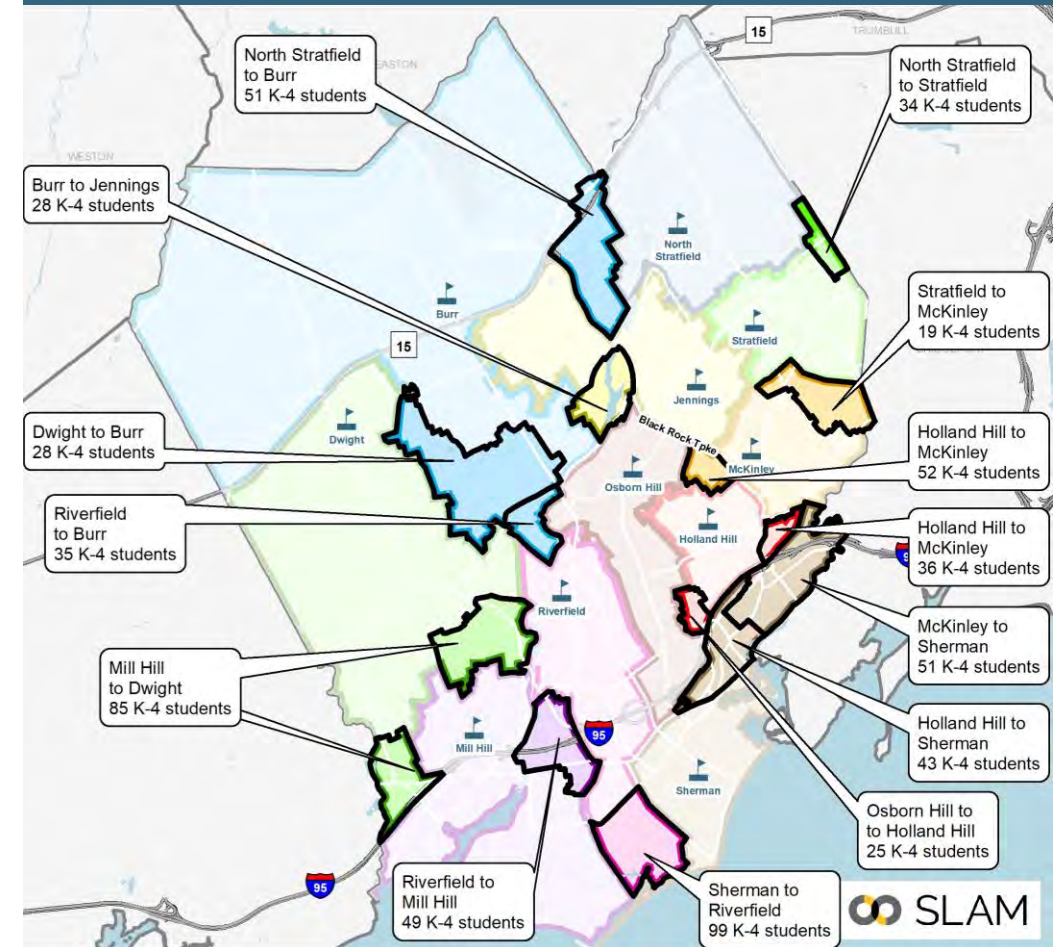 15
TRUMBULL
EASTON
WESTON
North Stratfield
to Burr
51 K-4 students
North Stratfield
to Stratfield
34 K-4 students
Burr to Jennings
28 K-4 students
North
Stratfield
Burr
15
Stratfield
Stratfield to
McKinley
19 K-4 students
Jennings
Black Rock Tpke
Dwight
Dwight to Burr
28 K-4 students
McKinley
Osborn Hill
Holland Hill to
McKinley
52 K-4 students
Riverfield
to Burr
35 K-4 students
Holland Hill
Holland Hill to
McKinley
36 K-4 students
Riverfield
McKinley to
Sherman
51 K-4 students
Mill Hill
to Dwight
85 K-4 students
Mill Hill
95
Sherman
Holland Hill to
Sherman
43 K-4 students
Osborn Hill to
to Holland Hill
25 K-4 students
95
Riverfield to
Mill Hill
49 K-4 students
Sherman to
Riverfield
99 K-4 students
SLAM